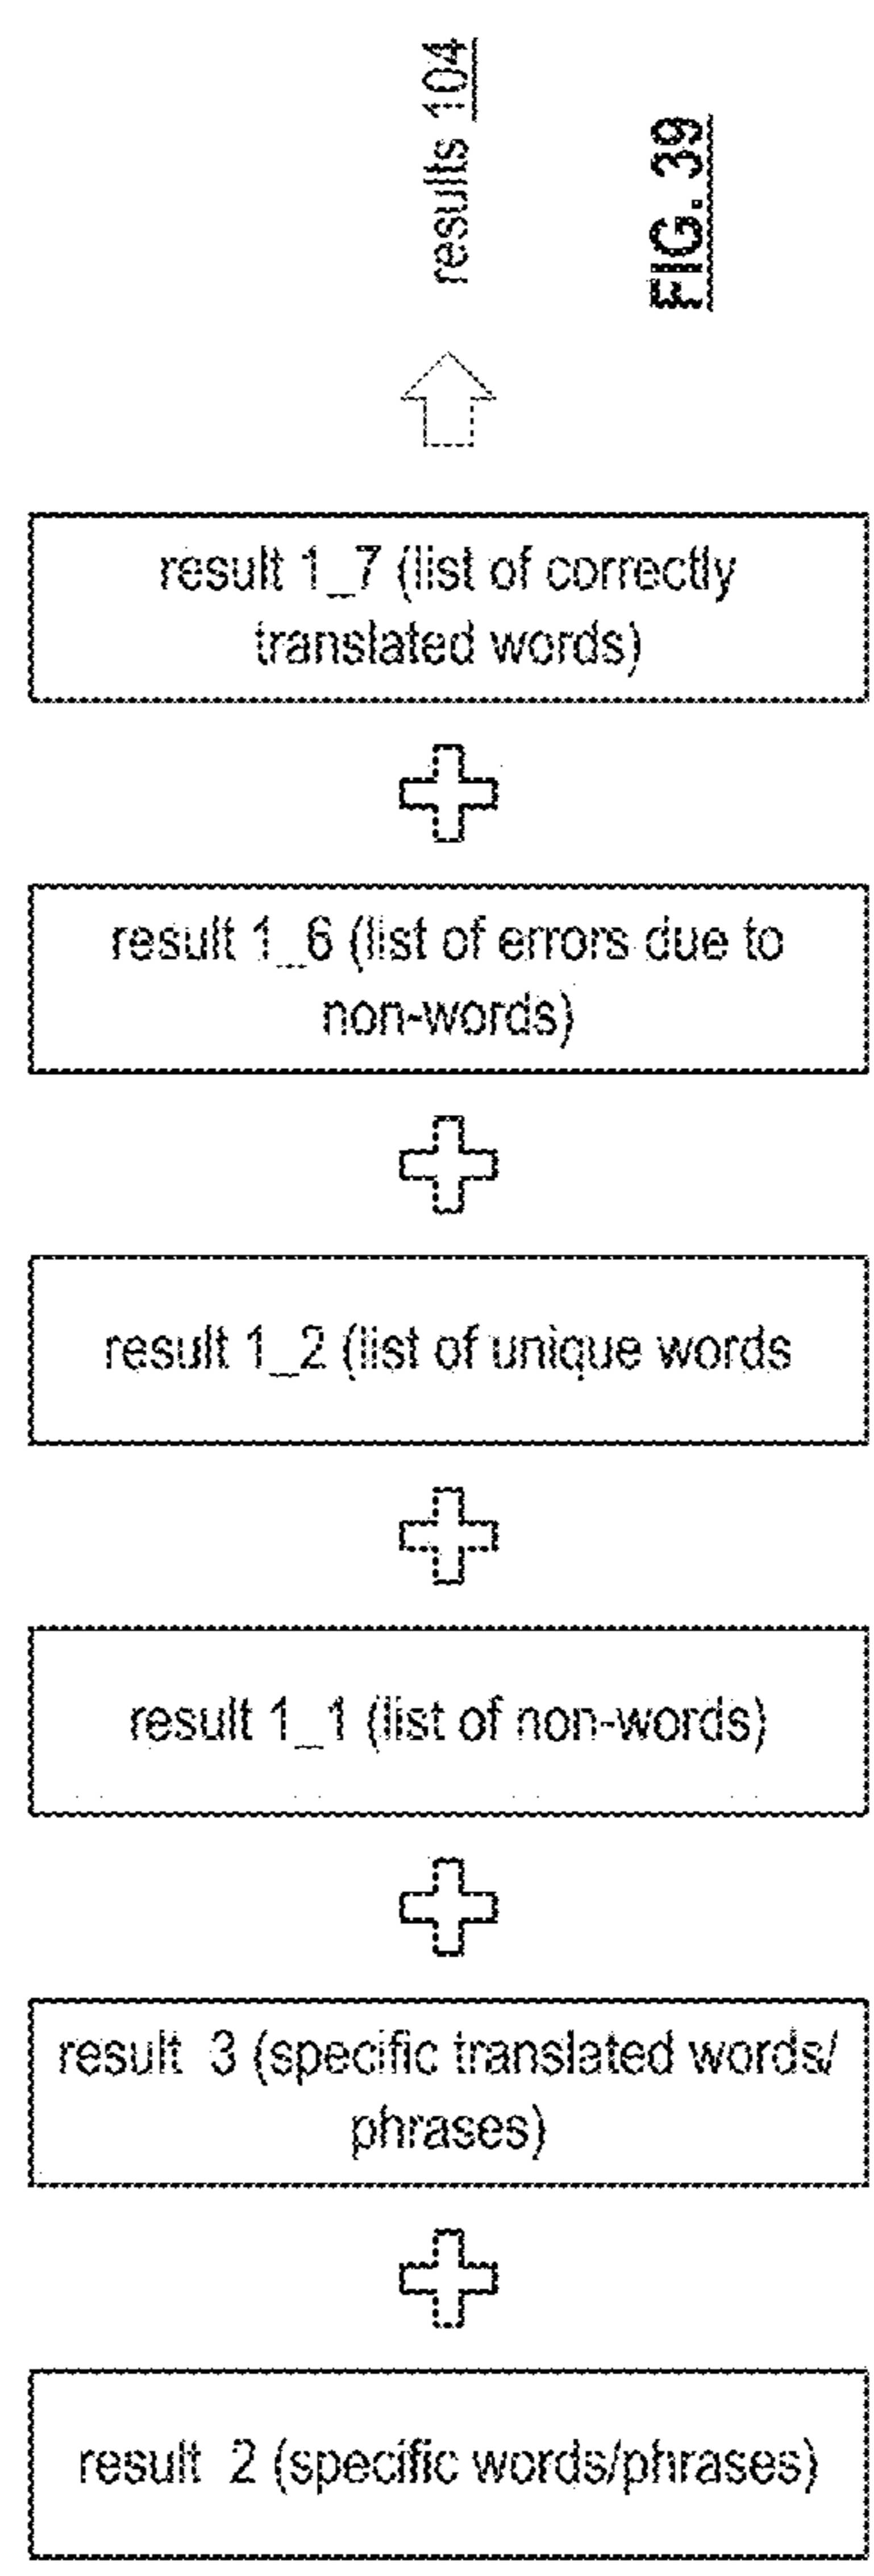 results 104
FIG. 39
result 1_7 (list of correctly
translated words)
result 1_6 (list of errors due to
non-words)
result 1_2 (list of unique words
result 1_1 (list of non-words)
result 3 (specific translated words/
phrases)
result 2 (specific words/phrases)